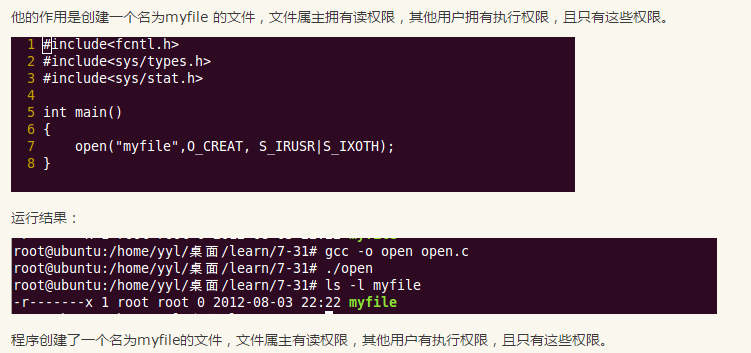 他的作用是创建一个名为myfile 的文件，文件属主拥有读权限，其他用户拥有执行权限，且只有这些权限。
1 #include<fcntl.h>
2 #include<sys/types.h>
3 #include<sys/stat.h>
4
5 int main()
6 {
7 open("myfile",O_CREAT, S_IRUSR|S_IXOTH);
8 }
运行结果：
root@ubuntu:/home/yyl/桌面/learn/7-31# gcc -o open open.c
root@ubuntu:/home/yyl/桌面/learn/7-31# ./open
root@ubuntu:/home/yyl/桌面/learn/7-31# ls -l myfile
-r-------x 1 root root 0 2012-08-03 22:22 myfile
程序创建了一个名为myfile的文件，文件属主有读权限，其他用户有执行权限，且只有这些权限。